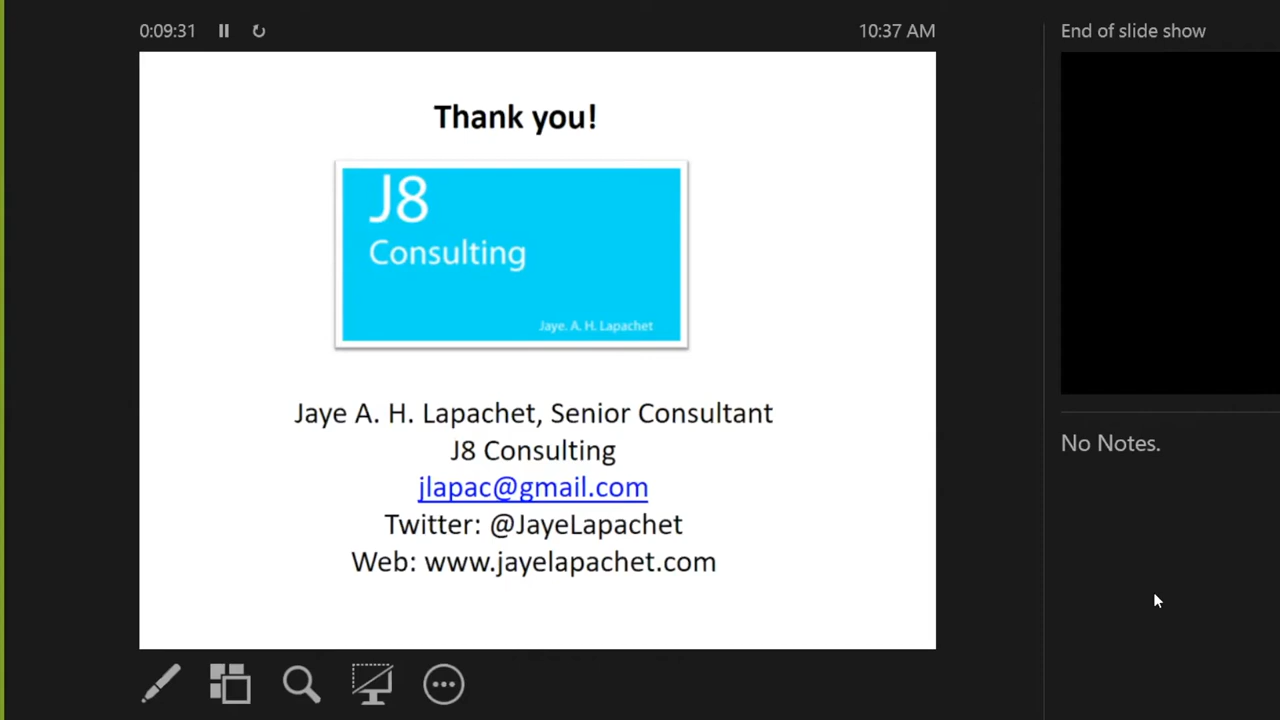 0:09:31
10:37 AM
End of slide show
Thank you!
J8
Consulting
Jaye. A. H. Lapachet
Jaye A. H. Lapachet, Senior Consultant
J8 Consulting
jlapac@gmail.com
Twitter: @JayeLapachet
Web: www.jayelapachet.com
No Notes.